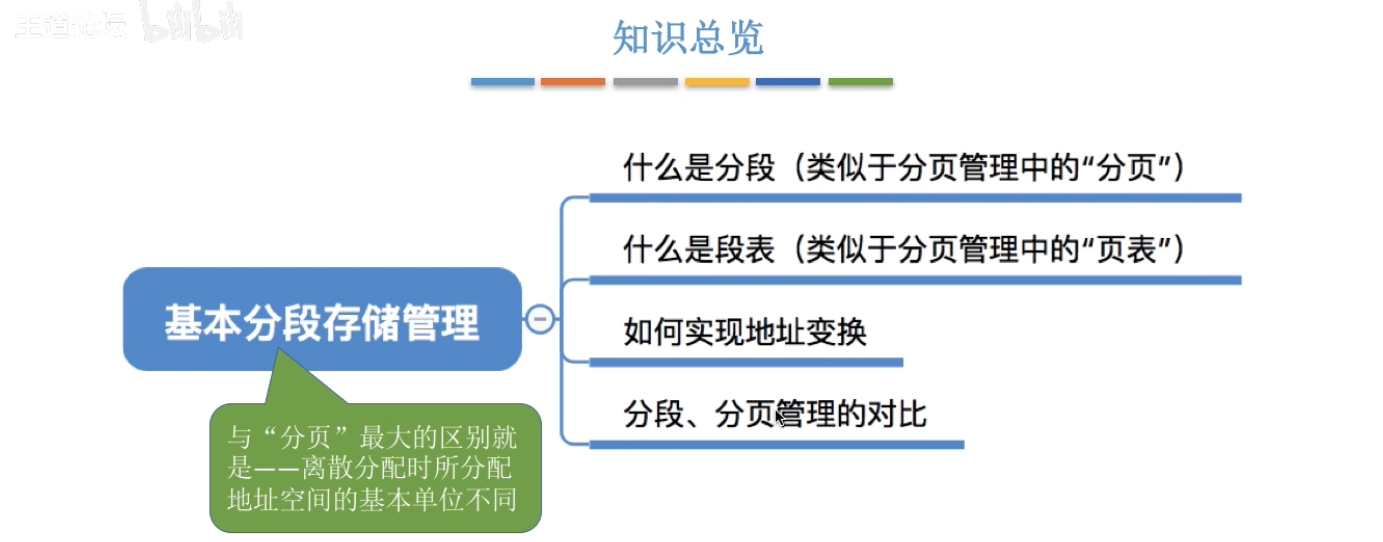 王道论坛 bilibili
知识总览
什么是分段（类似于分页管理中的“分页”）
什么是段表（类似于分页管理中的“页表”）
基本分段存储管理
如何实现地址变换
分段、分页管理的对比
与“分页”最大的区别就
是——离散分配时所分配
地址空间的基本单位不同